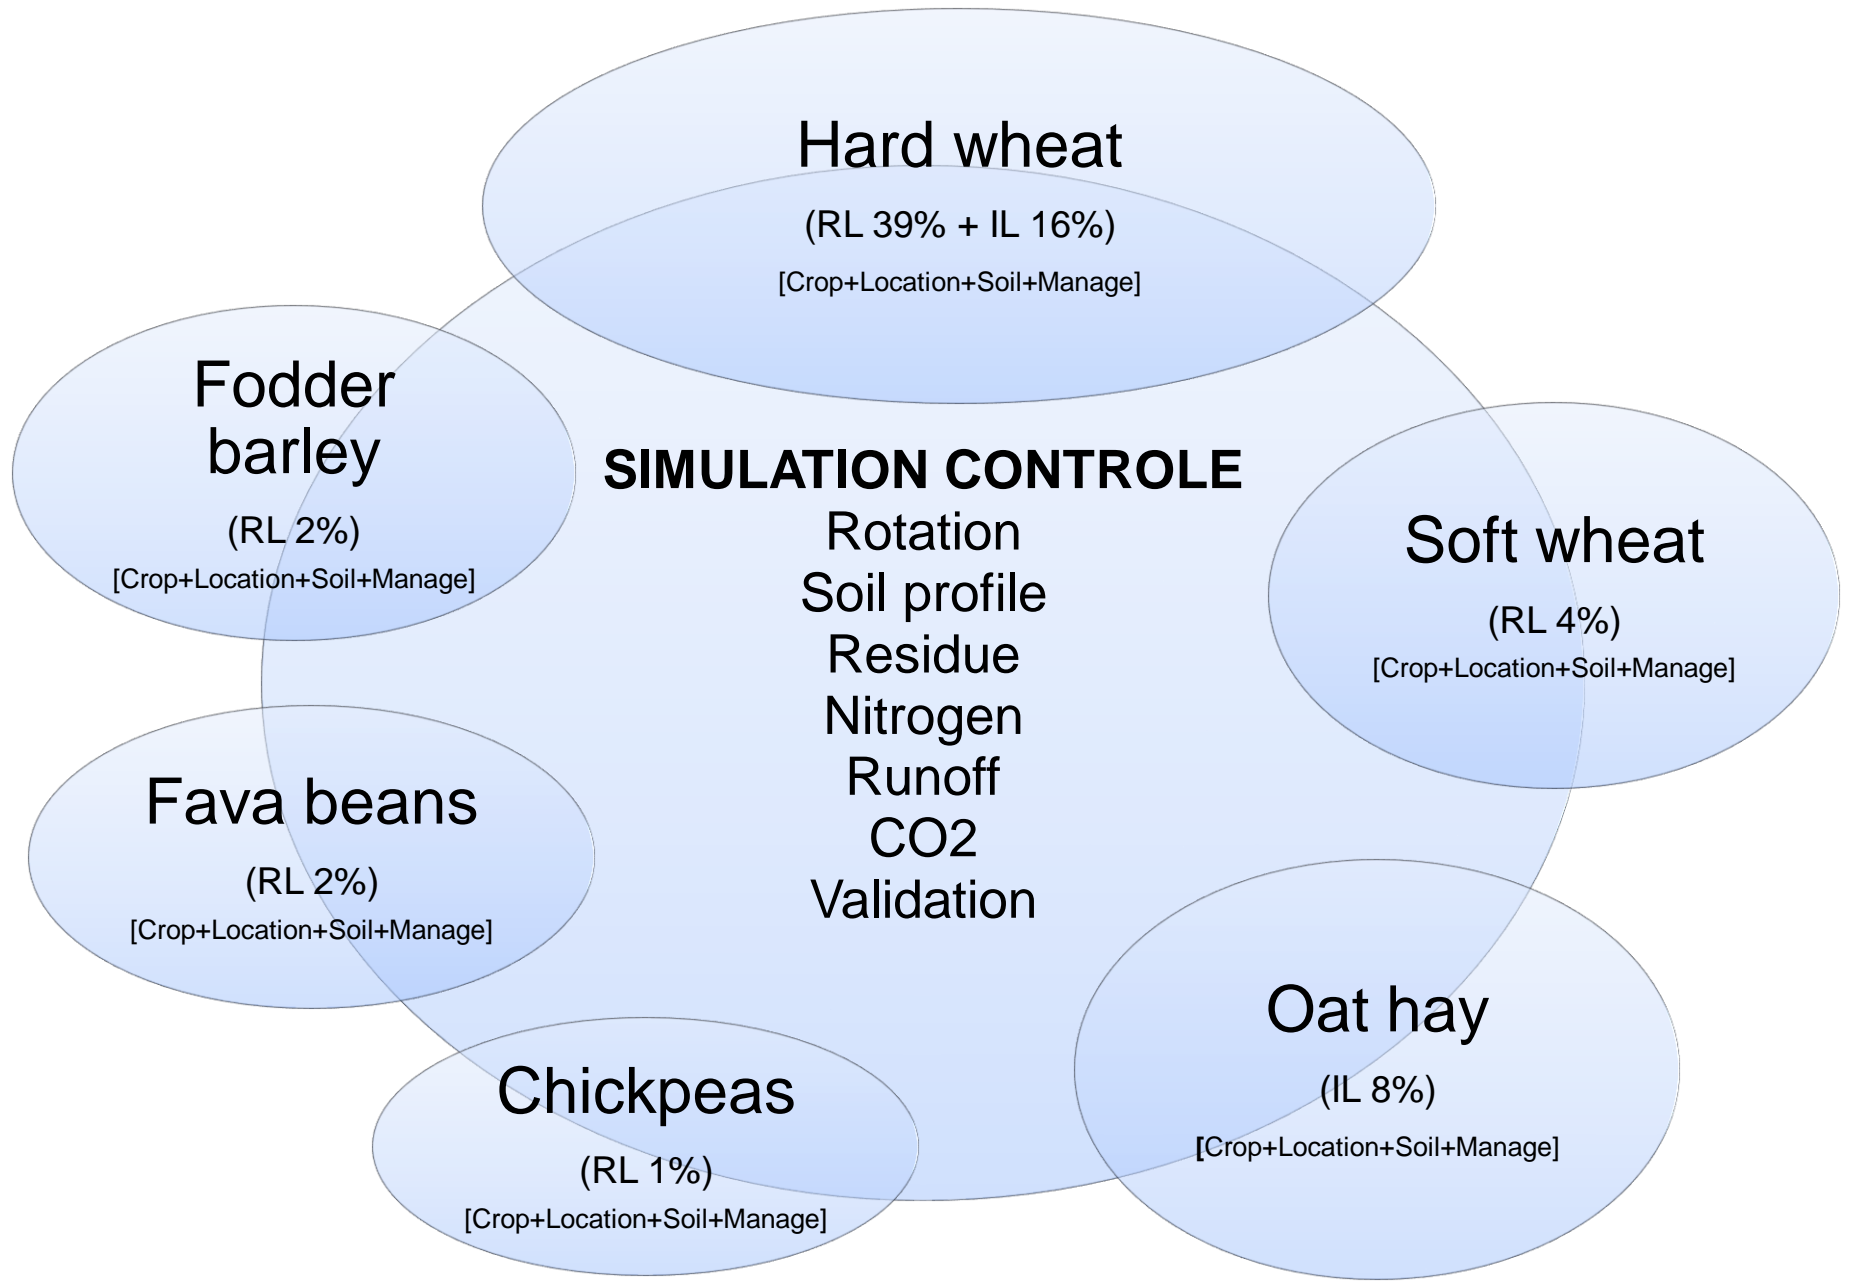 Hard wheat
(RL 39% + IL 16%)
[Crop+Location+Soil+Manage]
Fodder
barley
(RL 2%)
[Crop+Location+Soil+Manage]
SIMULATION CONTROLE
Rotation
Soil profile
Residue
Nitrogen
Runoff
CO2
Validation
Soft wheat
(RL 4%)
[Crop+Location+Soil+Manage]
Fava beans
(RL 2%)
[Crop+Location+Soil+Manage]
Oat hay
(IL 8%)
[Crop+Location+Soil+Manage]
Chickpeas
(RL 1%)
[Crop+Location+Soil+Manage]